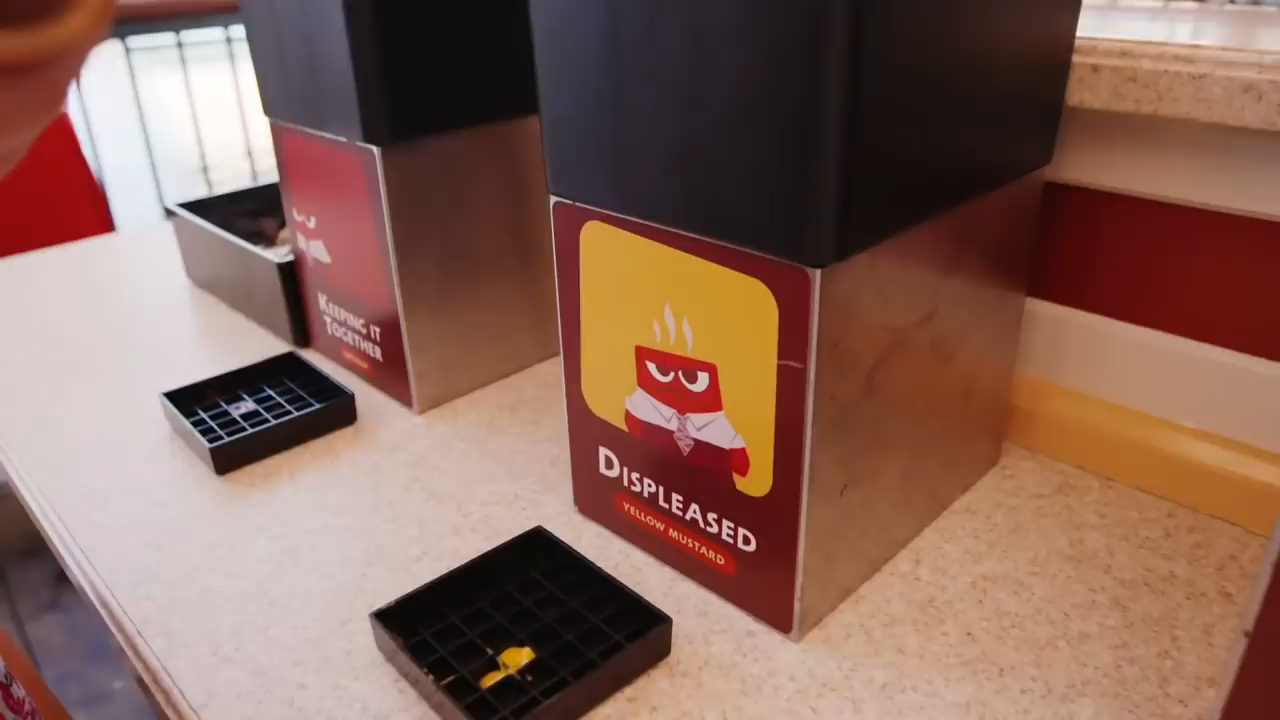 KEEPING IT
TOGETHER
DISPLEASED
YELLOW MUSTARD